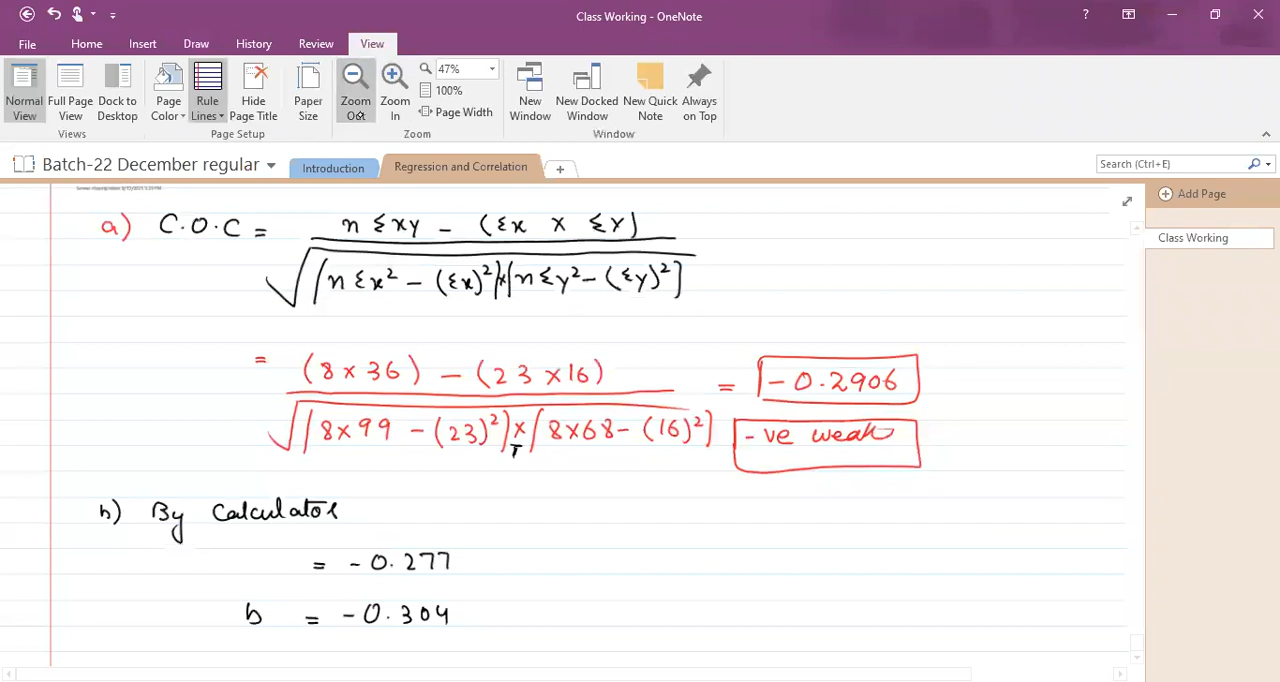 Class Working - OneNote
?
File Home Insert Draw History Review View
Normal View Full Page View Dock to Desktop Page Color Rule Lines Hide Page Title Paper Size Zoom Out Zoom In 47% 100% Page Width New Window New Docked Window New Quick Note Always on Top
Views Page Setup Zoom Window
Batch-22 December regular Introduction Regression and Correlation + Search (Ctrl+E)
Add Page
Class Working
a) C.O.C = n Σxy - (Σx X Σy)
√[nΣx² - (Σx)²]×[nΣy² - (Σy)²]
= (8 x 36) - (23 x 16) = -0.2906
√[8x99 - (23)²] x [8x68 - (16)²] -ve weak
b) By Calculator
= -0.277
b = -0.304